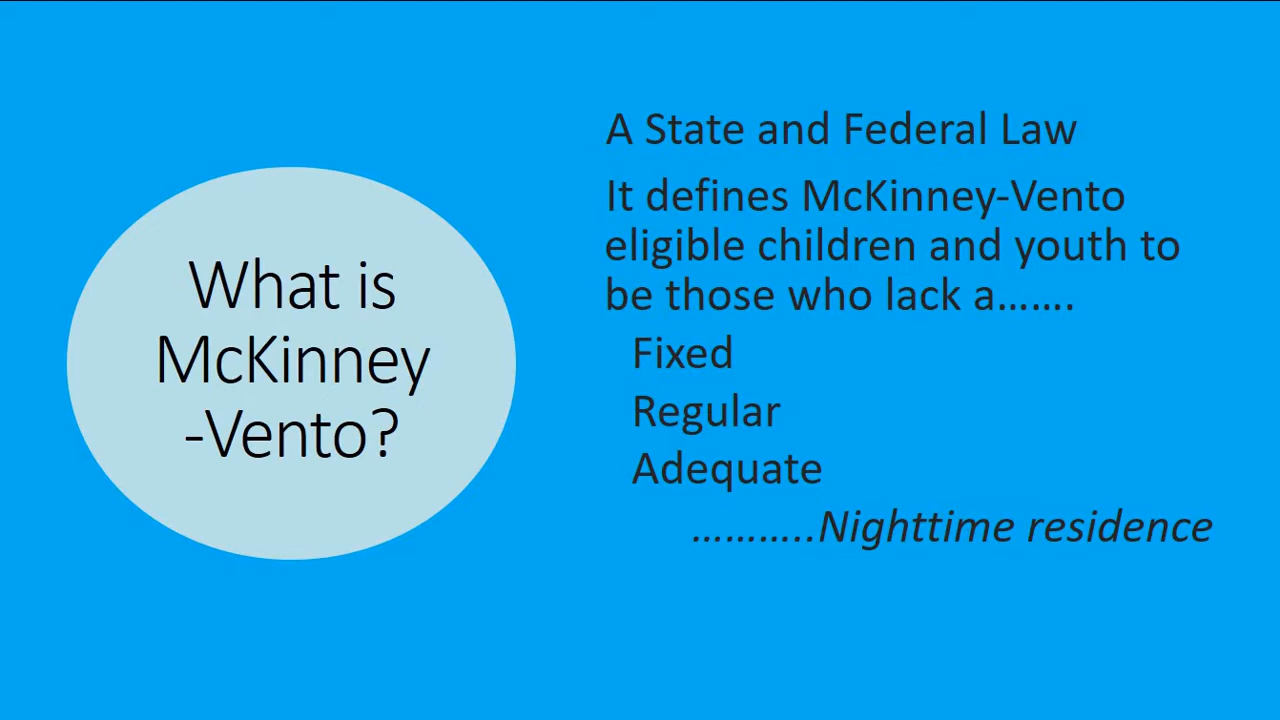 What is
McKinney
-Vento?
A State and Federal Law
It defines McKinney-Vento
eligible children and youth to
be those who lack a…….
Fixed
Regular
Adequate
………..Nighttime residence